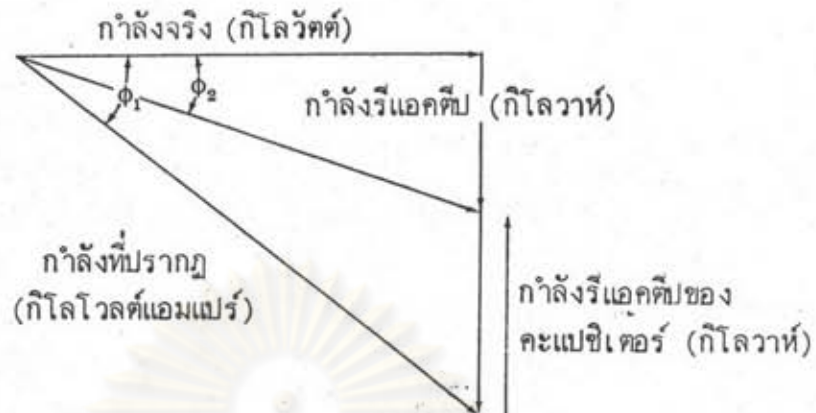 กำลังจริง (กิโลวัตต์)
ϕ₁
ϕ₂
กำลังรีแอคตีป (กิโลวาห์)
กำลังที่ปรากฏ
(กิโลโวลต์แอมแปร์)
กำลังรีแอคตีปของ
คะแปซิเตอร์ (กิโลวาห์)